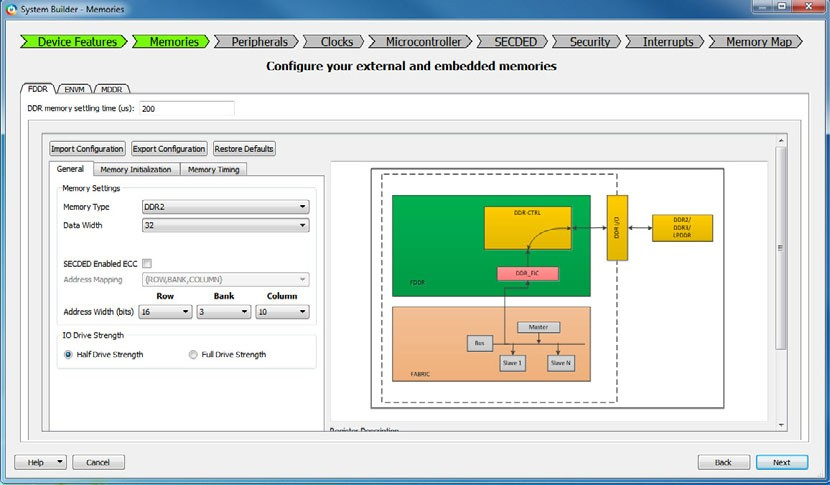 System Builder - Memories
Device Features Memories Peripherals Clocks Microcontroller SECDED Security Interrupts Memory Map
Configure your external and embedded memories
FDDR ENVM MDDR
DDR memory settling time (us): 200
Import Configuration Export Configuration Restore Defaults
General Memory Initialization Memory Timing
Memory Settings
Memory Type DDR2
Data Width 32
SECDED Enabled ECC
Address Mapping {ROW,BANK,COLUMN}
Row Bank Column
Address Width (bits) 16 3 10
IO Drive Strength
Half Drive Strength Full Drive Strength
DDR-CTRL
DDR_FIC
FDDR
DDR I/O
DDR2/
DDR3/
LPDDR
Master
Bus
Slave 1 Slave N
FABRIC
Register Description
Help Cancel Back Next